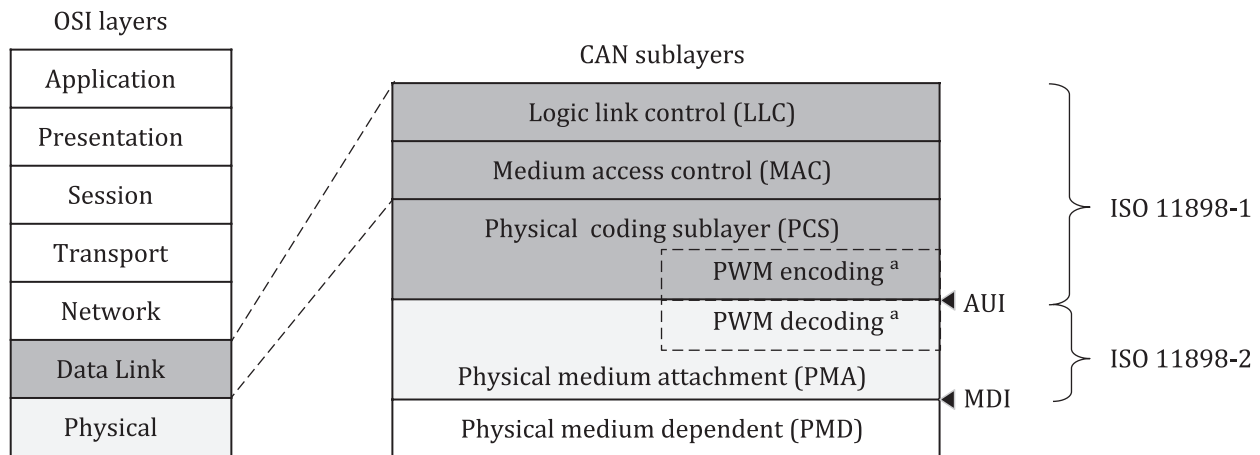 OSI layers
Application
Presentation
Session
Transport
Network
Data Link
Physical
CAN sublayers
Logic link control (LLC)
Medium access control (MAC)
Physical coding sublayer (PCS)
PWM encoding a
PWM decoding a
Physical medium attachment (PMA)
Physical medium dependent (PMD)
AUI
MDI
ISO 11898-1
ISO 11898-2